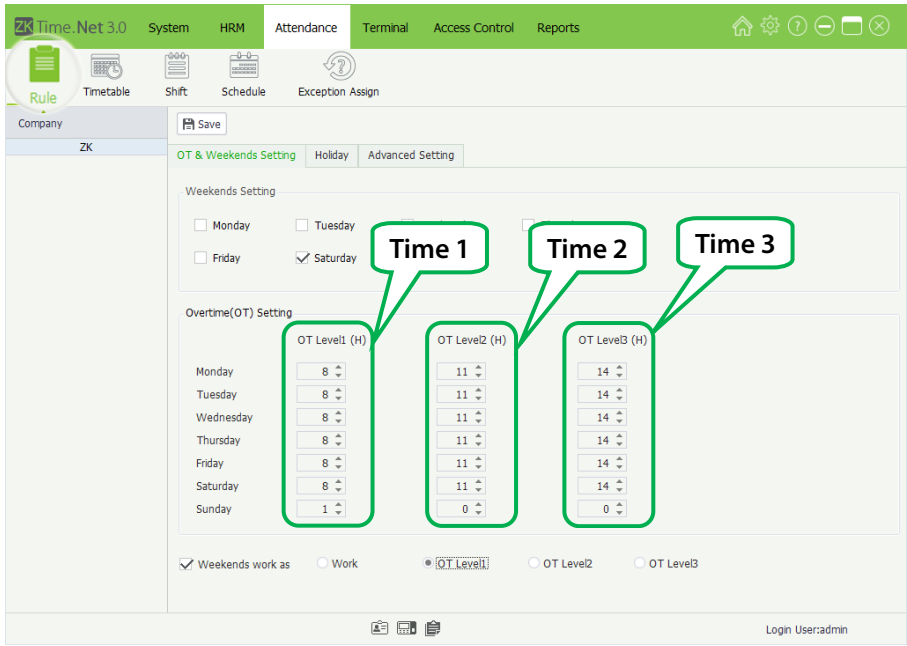 ZK Time.Net 3.0 System HRM Attendance Terminal Access Control Reports
Rule Timetable Shift Schedule Exception Assign
Company
ZK
Save
OT & Weekends Setting Holiday Advanced Setting
Weekends Setting
Monday Tuesday
Friday Saturday
Time 1 Time 2 Time 3
Overtime(OT) Setting
OT Level1 (H) OT Level2 (H) OT Level3 (H)
Monday 8 11 14
Tuesday 8 11 14
Wednesday 8 11 14
Thursday 8 11 14
Friday 8 11 14
Saturday 8 11 14
Sunday 1 0 0
Weekends work as Work OT Level1 OT Level2 OT Level3
Login User:admin